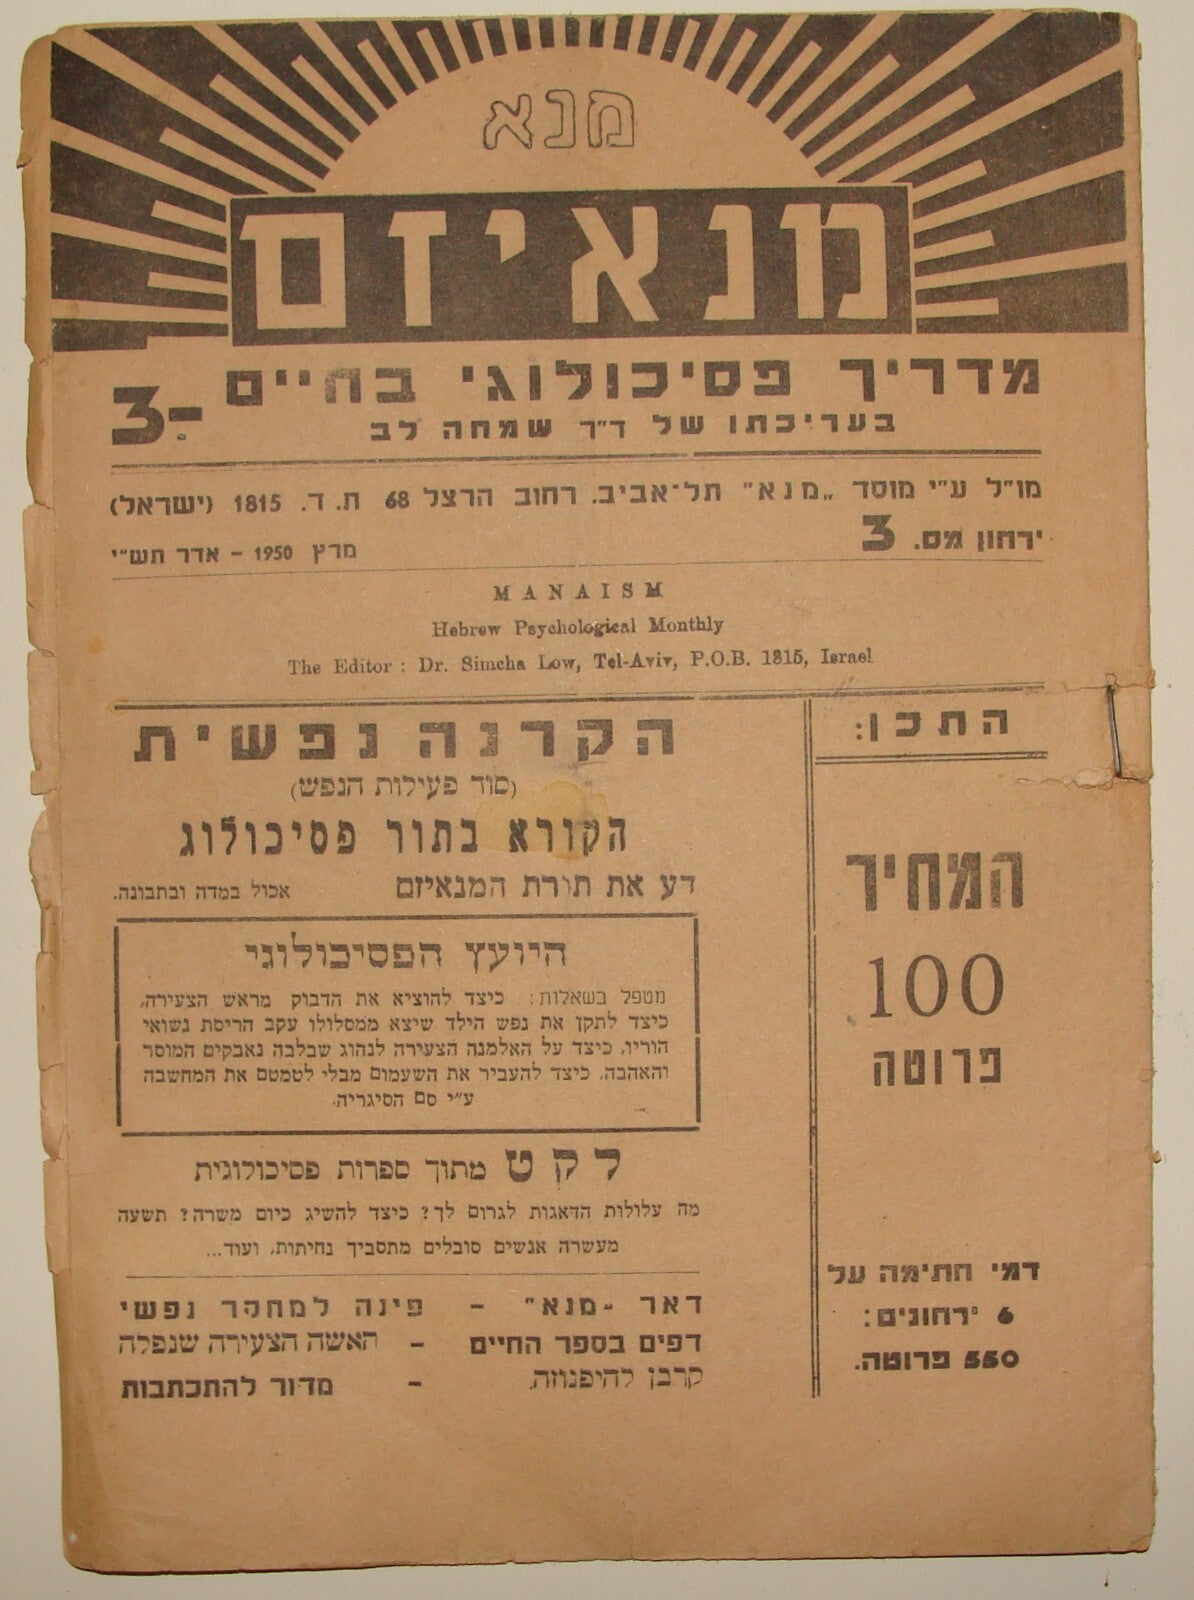 מנא
מנאיזם
מדריך פסיכולוגי בחיים -3
בעריכתו של ד״ר שמחה לב
מו״ל ע״י מוסד „מנא״ תל־אביב. רחוב הרצל 68 ת. ד. 1815 (ישראל)
ירחון מס. 3 מרץ 1950 – אדר תש״י
MANAISM
Hebrew Psychological Monthly
The Editor : Dr. Simcha Low, Tel-Aviv, P.O.B. 1815, Israel
התכן:
המחיר
100
פרוטה
דמי חתימה על
6 ירחונים:
550 פרוטה.
הקרנה נפשית
(סוד פעילות הנפש)
הקורא בתור פסיכולוג
דע את תורת המנאיזם אכול במדה ובתבונה.
היועץ הפסיכולוגי
מטפל בשאלות: כיצד להוציא את הדבוק מראש הצעירה,
כיצד לתקן את נפש הילד שיצא ממסלולו עקב הריסת נשואי
הוריו, כיצד על האלמנה הצעירה לנהוג שבלבה נאבקים המוסר
והאהבה, כיצד להעביר את השעמום מבלי לטמטם את המחשבה
ע״י סם הסיגריה.
לקט מתוך ספרות פסיכולוגית
מה עלולות הדאגות לגרום לך? כיצד להשיג כיום משרה? תשעה
מעשרה אנשים סובלים מתסביך נחיתות, ועוד...
דאר „מנא״ – פינה למחקר נפשי
דפים בספר החיים – האשה הצעירה שנפלה
קרבן להיפנוזה. – מדור להתכתבות